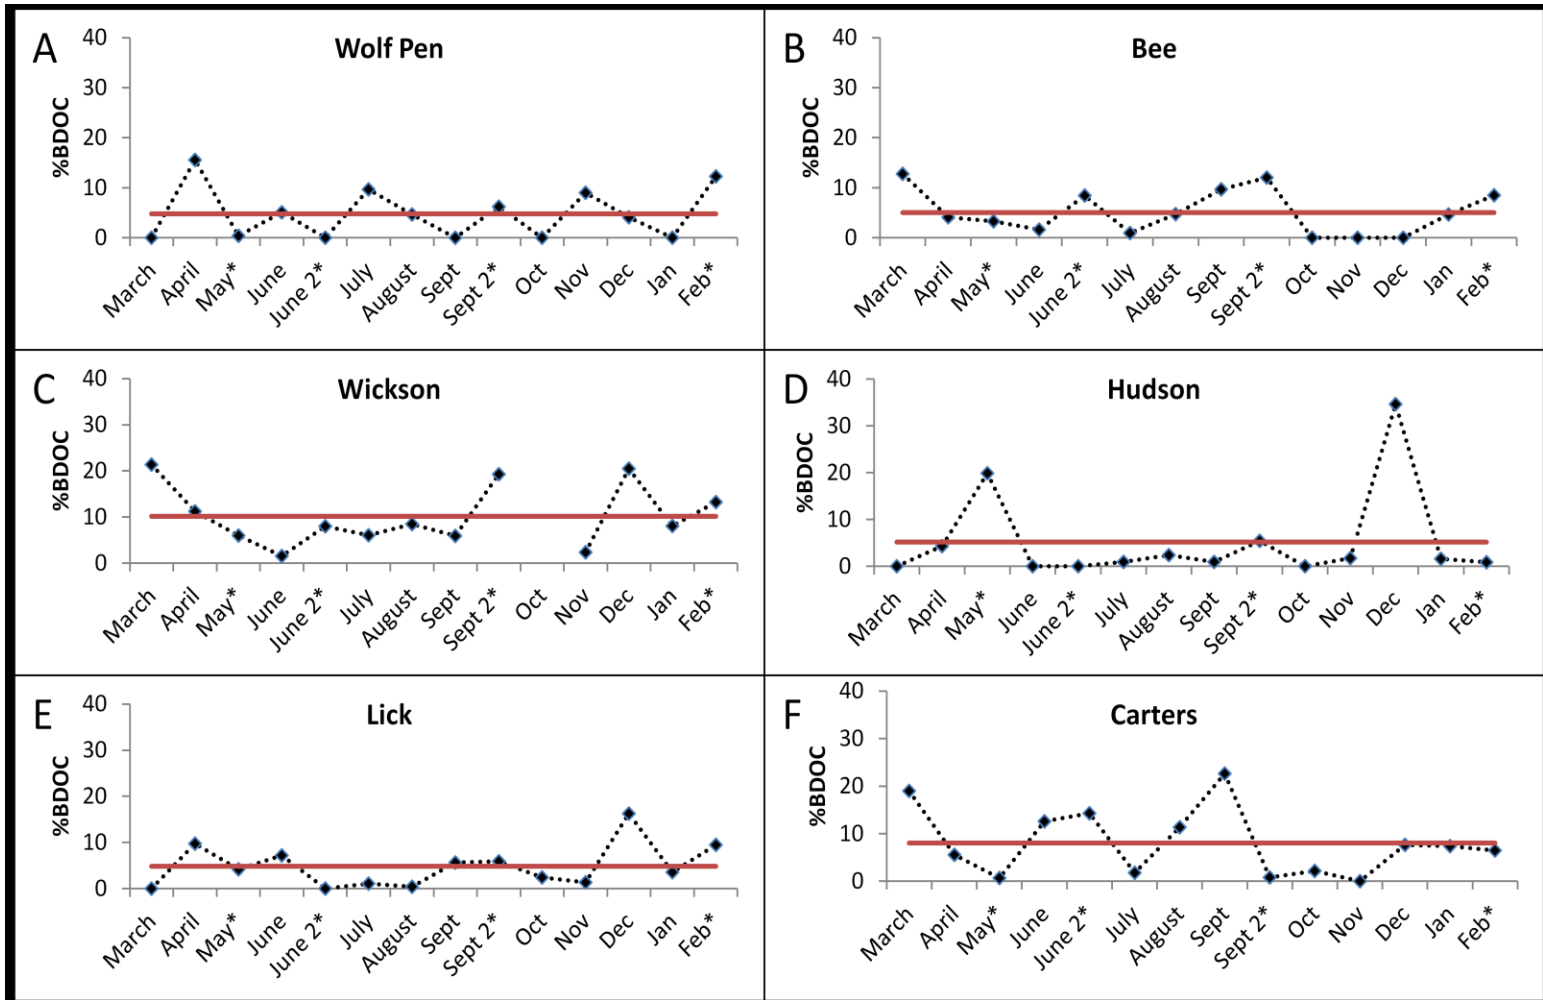 A
Wolf Pen
%BDOC
40
30
20
10
0
March April May* June June 2* July August Sept Sept 2* Oct Nov Dec Jan Feb*
B
Bee
%BDOC
40
30
20
10
0
March April May* June June 2* July August Sept Sept 2* Oct Nov Dec Jan Feb*
C
Wickson
%BDOC
40
30
20
10
0
March April May* June June 2* July August Sept Sept 2* Oct Nov Dec Jan Feb*
D
Hudson
%BDOC
40
30
20
10
0
March April May* June June 2* July August Sept Sept 2* Oct Nov Dec Jan Feb*
E
Lick
%BDOC
40
30
20
10
0
March April May* June June 2* July August Sept Sept 2* Oct Nov Dec Jan Feb*
F
Carters
%BDOC
40
30
20
10
0
March April May* June June 2* July August Sept Sept 2* Oct Nov Dec Jan Feb*